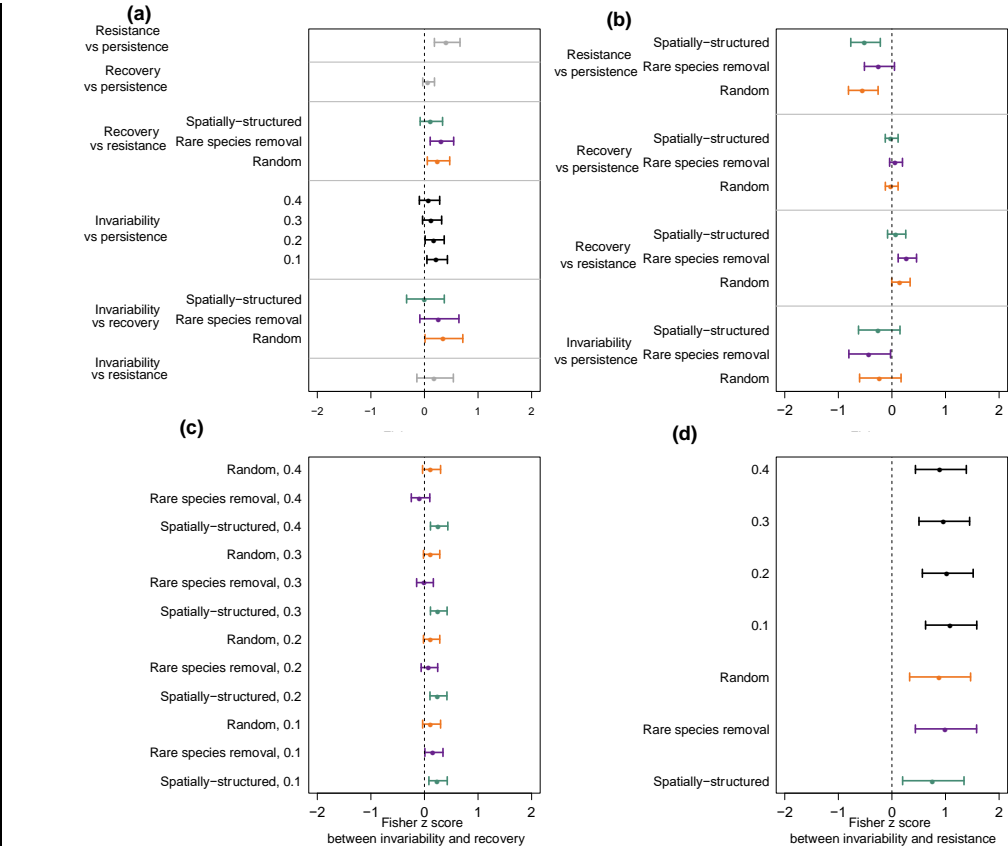 (a)
Resistance
vs persistence
Recovery
vs persistence
Recovery
vs resistance
Spatially−structured
Rare species removal
Random
Invariability
vs persistence
0.4
0.3
0.2
0.1
Invariability
vs recovery
Spatially−structured
Rare species removal
Random
Invariability
vs resistance
−2 −1 0 1 2
(b)
Resistance
vs persistence
Spatially−structured
Rare species removal
Random
Recovery
vs persistence
Spatially−structured
Rare species removal
Random
Recovery
vs resistance
Spatially−structured
Rare species removal
Random
Invariability
vs persistence
Spatially−structured
Rare species removal
Random
−2 −1 0 1 2
(c)
Random, 0.4
Rare species removal, 0.4
Spatially−structured, 0.4
Random, 0.3
Rare species removal, 0.3
Spatially−structured, 0.3
Random, 0.2
Rare species removal, 0.2
Spatially−structured, 0.2
Random, 0.1
Rare species removal, 0.1
Spatially−structured, 0.1
−2 −1 0 1 2
Fisher z score
between invariability and recovery
(d)
0.4
0.3
0.2
0.1
Random
Rare species removal
Spatially−structured
−2 −1 0 1 2
Fisher z score
between invariability and resistance